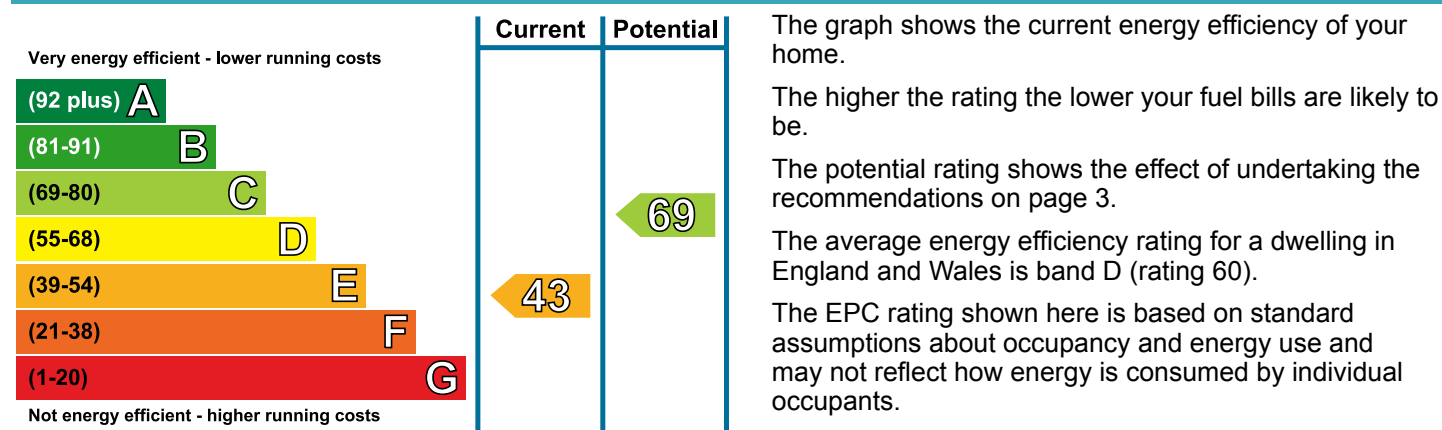 Current Potential
Very energy efficient - lower running costs
(92 plus) A
(81-91) B
(69-80) C
(55-68) D
(39-54) E
(21-38) F
(1-20) G
Not energy efficient - higher running costs
69
43
The graph shows the current energy efficiency of your
home.
The higher the rating the lower your fuel bills are likely to
be.
The potential rating shows the effect of undertaking the
recommendations on page 3.
The average energy efficiency rating for a dwelling in
England and Wales is band D (rating 60).
The EPC rating shown here is based on standard
assumptions about occupancy and energy use and
may not reflect how energy is consumed by individual
occupants.